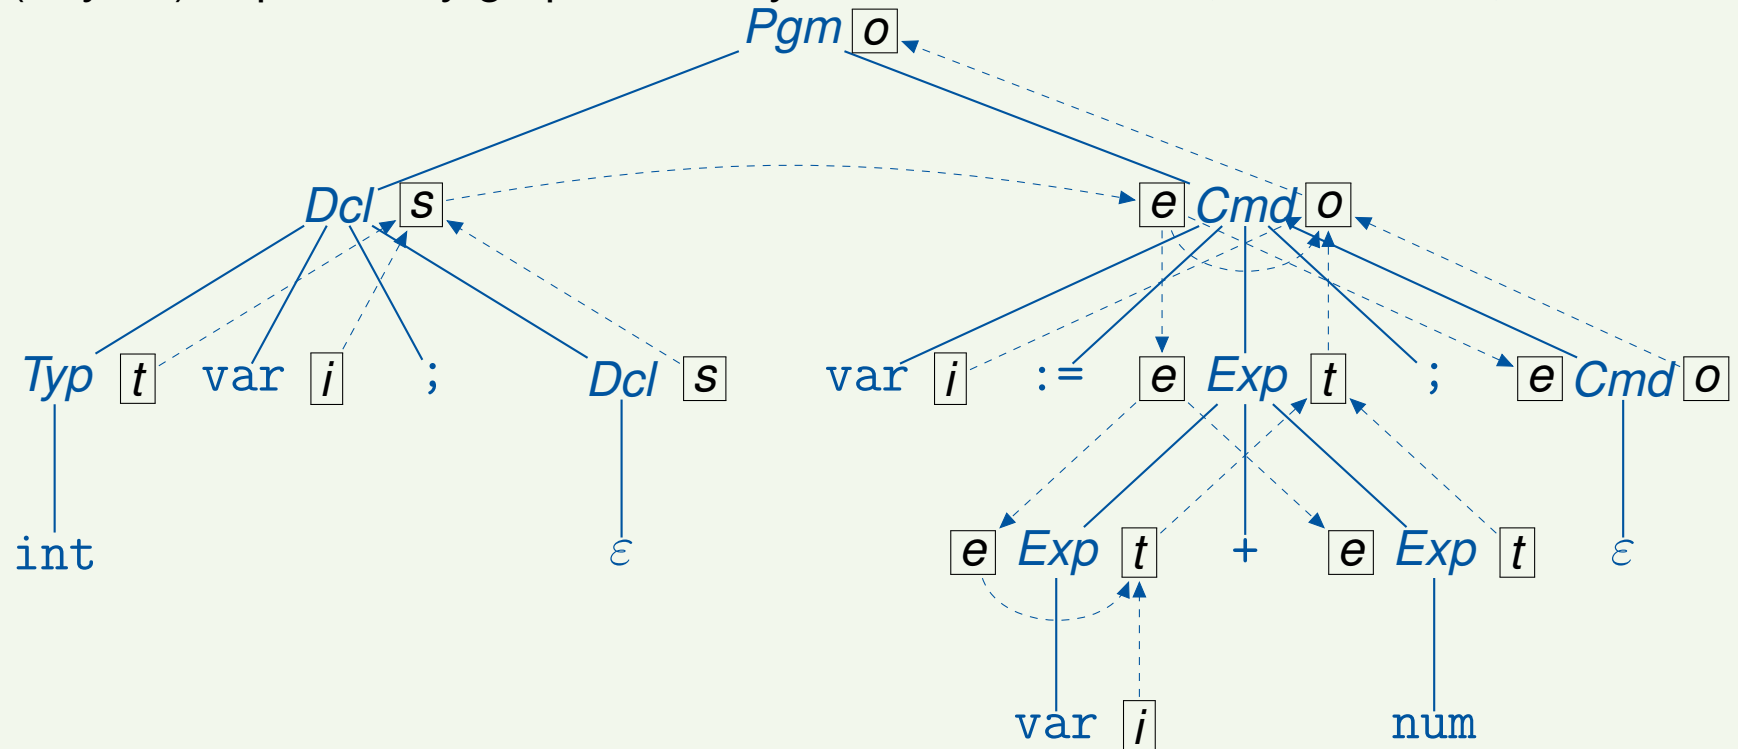 Pgm o
Dcl s e Cmd o
Typ t var i ; Dcl s var i := e Exp t ; e Cmd o
int ε e Exp t + e Exp t ε
var i num